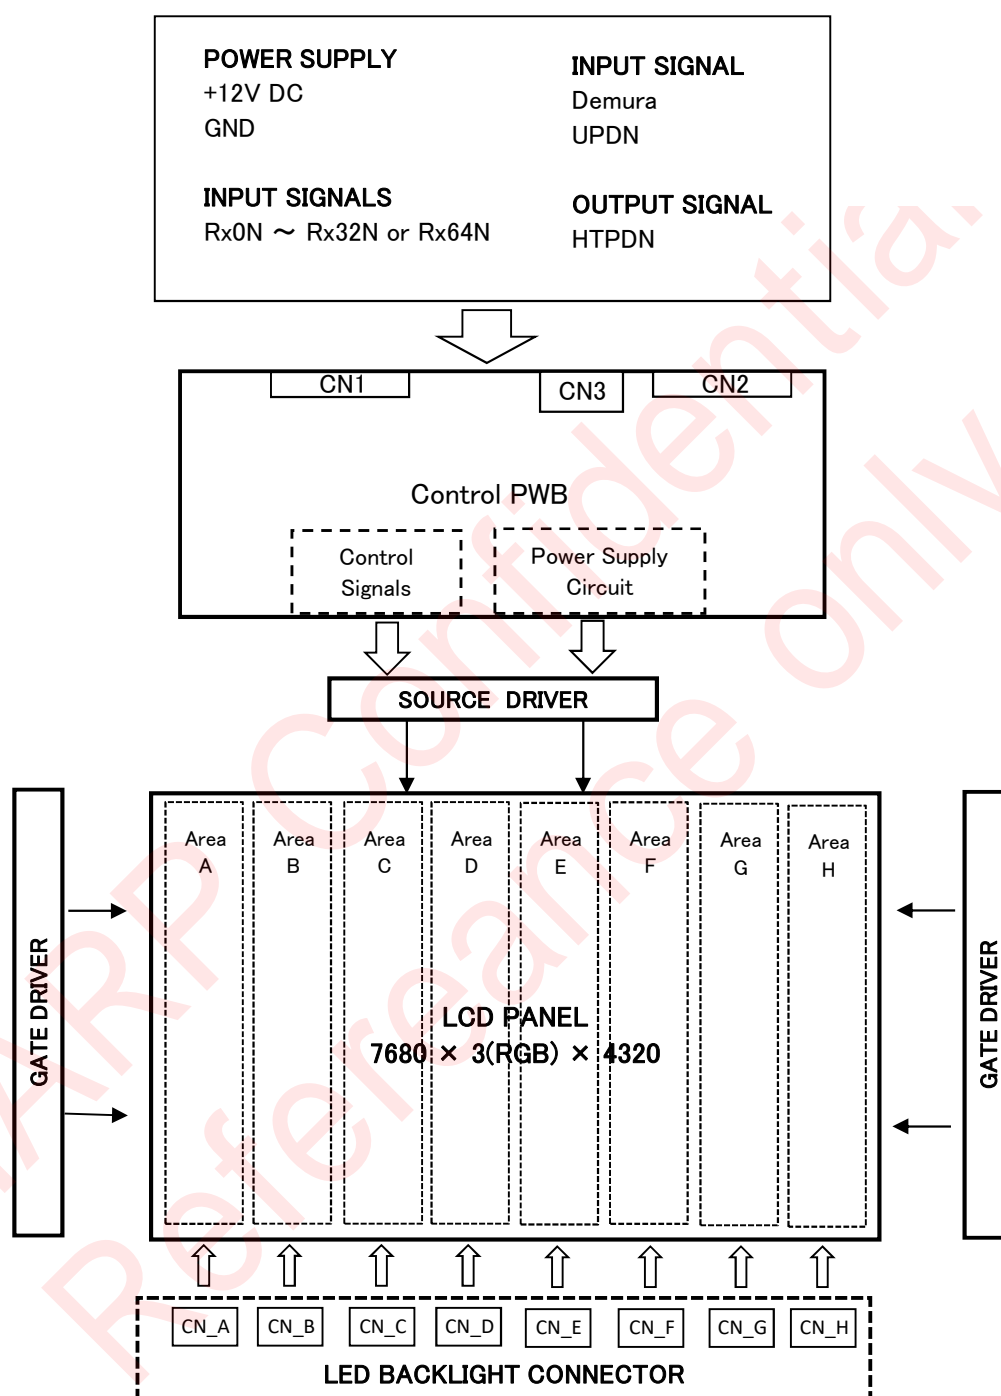 POWER SUPPLY
+12V DC
GND
INPUT SIGNALS
Rx0N ～ Rx32N or Rx64N
INPUT SIGNAL
Demura
UPDN
OUTPUT SIGNAL
HTPDN
CN1
CN3
CN2
Control PWB
Control
Signals
Power Supply
Circuit
SOURCE DRIVER
GATE DRIVER
Area
A
Area
B
Area
C
Area
D
Area
E
Area
F
Area
G
Area
H
LCD PANEL
7680 × 3(RGB) × 4320
GATE DRIVER
CN_A
CN_B
CN_C
CN_D
CN_E
CN_F
CN_G
CN_H
LED BACKLIGHT CONNECTOR
ARP Confidential
Refereance only